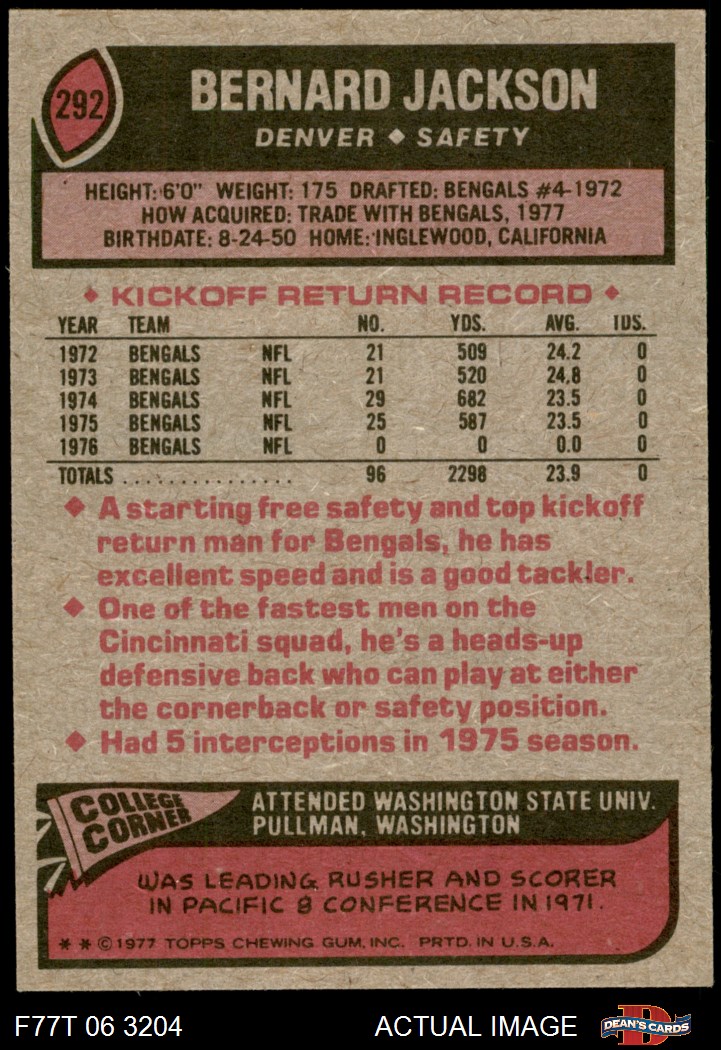 292
BERNARD JACKSON
DENVER ◆ SAFETY
HEIGHT: 6'0" WEIGHT: 175 DRAFTED: BENGALS #4-1972
HOW ACQUIRED: TRADE WITH BENGALS, 1977
BIRTHDATE: 8-24-50 HOME: INGLEWOOD, CALIFORNIA
◆ KICKOFF RETURN RECORD ◆
YEAR TEAM NO. YDS. AVG. TDS.
1972 BENGALS NFL 21 509 24.2 0
1973 BENGALS NFL 21 520 24.8 0
1974 BENGALS NFL 29 682 23.5 0
1975 BENGALS NFL 25 587 23.5 0
1976 BENGALS NFL 0 0 0.0 0
TOTALS ............... 96 2298 23.9 0
◆ A starting free safety and top kickoff
return man for Bengals, he has
excellent speed and is a good tackler.
◆ One of the fastest men on the
Cincinnati squad, he's a heads-up
defensive back who can play at either
the cornerback or safety position.
◆ Had 5 interceptions in 1975 season.
COLLEGE
CORNER
ATTENDED WASHINGTON STATE UNIV.
PULLMAN, WASHINGTON
WAS LEADING RUSHER AND SCORER
IN PACIFIC 8 CONFERENCE IN 1971.
* * © 1977 TOPPS CHEWING GUM, INC. PRTD. IN U.S.A.
F77T 06 3204 ACTUAL IMAGE
D
DEAN'S CARDS